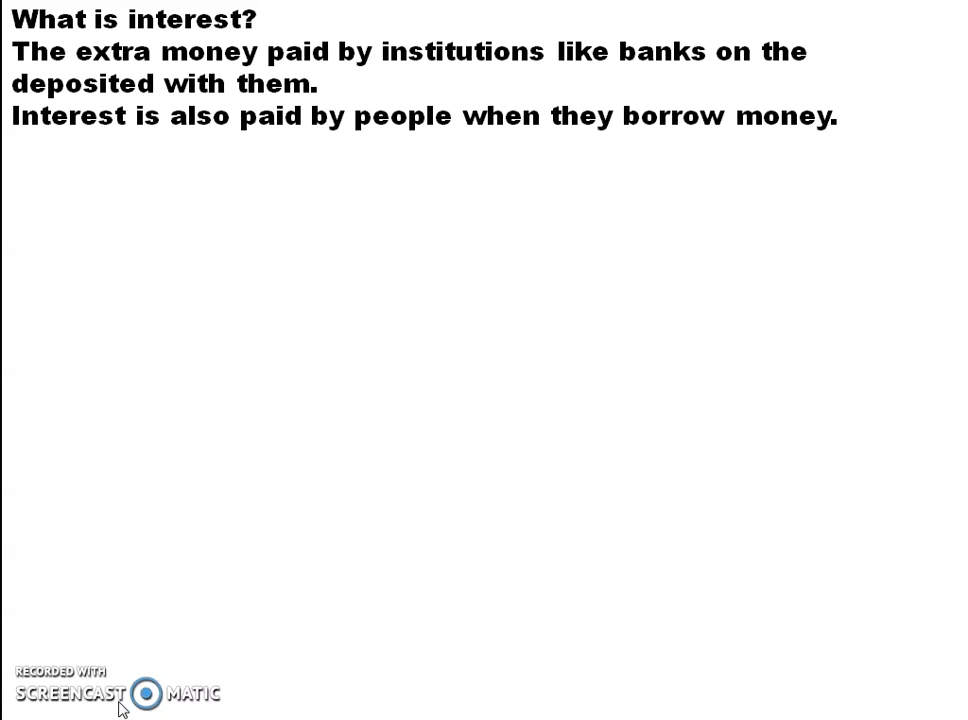 What is interest?
The extra money paid by institutions like banks on the
deposited with them.
Interest is also paid by people when they borrow money.
RECORDED WITH
SCREENCAST MATIC